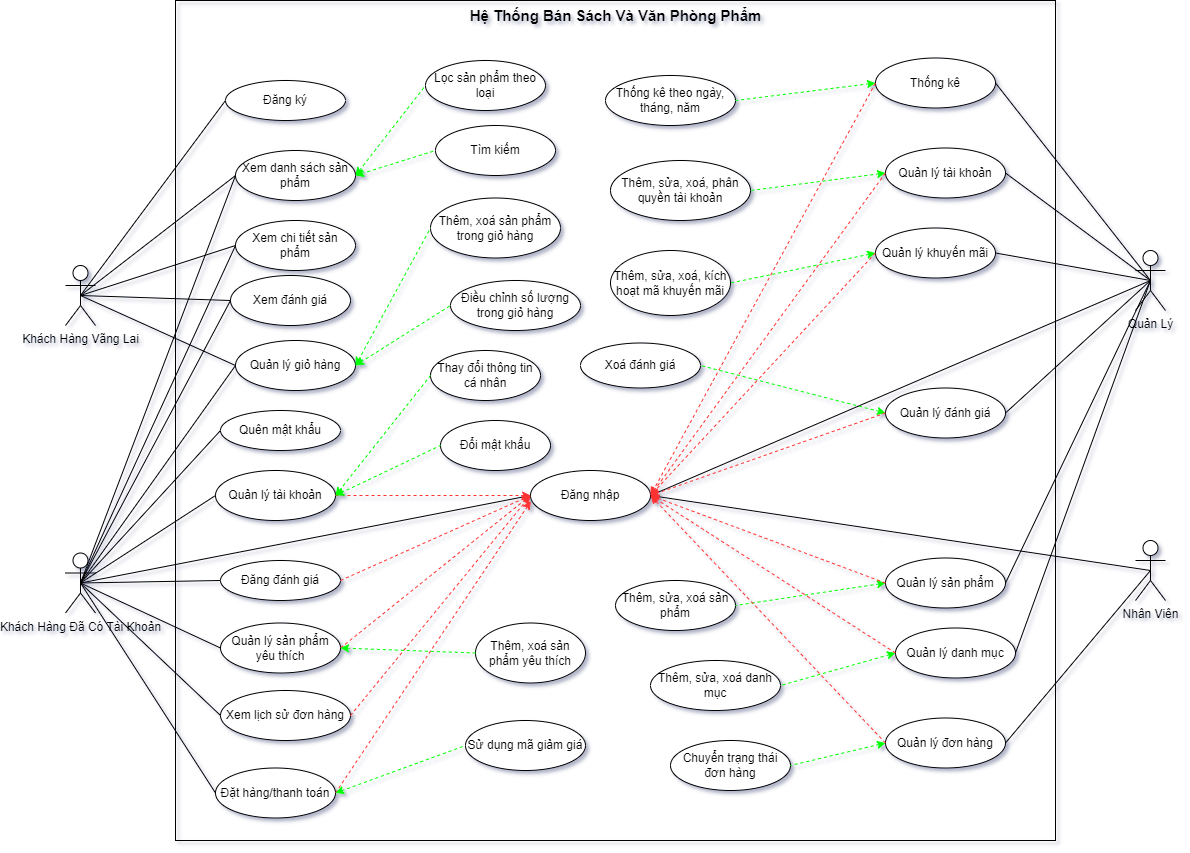 Hệ Thống Bán Sách Và Văn Phòng Phẩm
Đăng ký
Xem danh sách sản
phẩm
Xem chi tiết sản
phẩm
Xem đánh giá
Quản lý giỏ hàng
Quên mật khẩu
Quản lý tài khoản
Đăng đánh giá
Quản lý sản phẩm
yêu thích
Xem lịch sử đơn hàng
Đặt hàng/thanh toán
Khách Hàng Vãng Lai
Khách Hàng Đã Có Tài Khoản
Lọc sản phẩm theo
loại
Tìm kiếm
Thêm, xoá sản phẩm
trong giỏ hàng
Điều chỉnh số lượng
trong giỏ hàng
Thay đổi thông tin
cá nhân
Đổi mật khẩu
Đăng nhập
Thêm, xoá sản
phẩm yêu thích
Sử dụng mã giảm giá
Thống kê theo ngày,
tháng, năm
Thêm, sửa, xoá, phân
quyền tài khoản
Thêm, sửa, xoá, kích
hoạt mã khuyến mãi
Xoá đánh giá
Thêm, sửa, xoá sản
phẩm
Thêm, sửa, xoá danh
mục
Chuyển trạng thái
đơn hàng
Thống kê
Quản lý tài khoản
Quản lý khuyến mãi
Quản lý đánh giá
Quản lý sản phẩm
Quản lý danh mục
Quản lý đơn hàng
Quản Lý
Nhân Viên